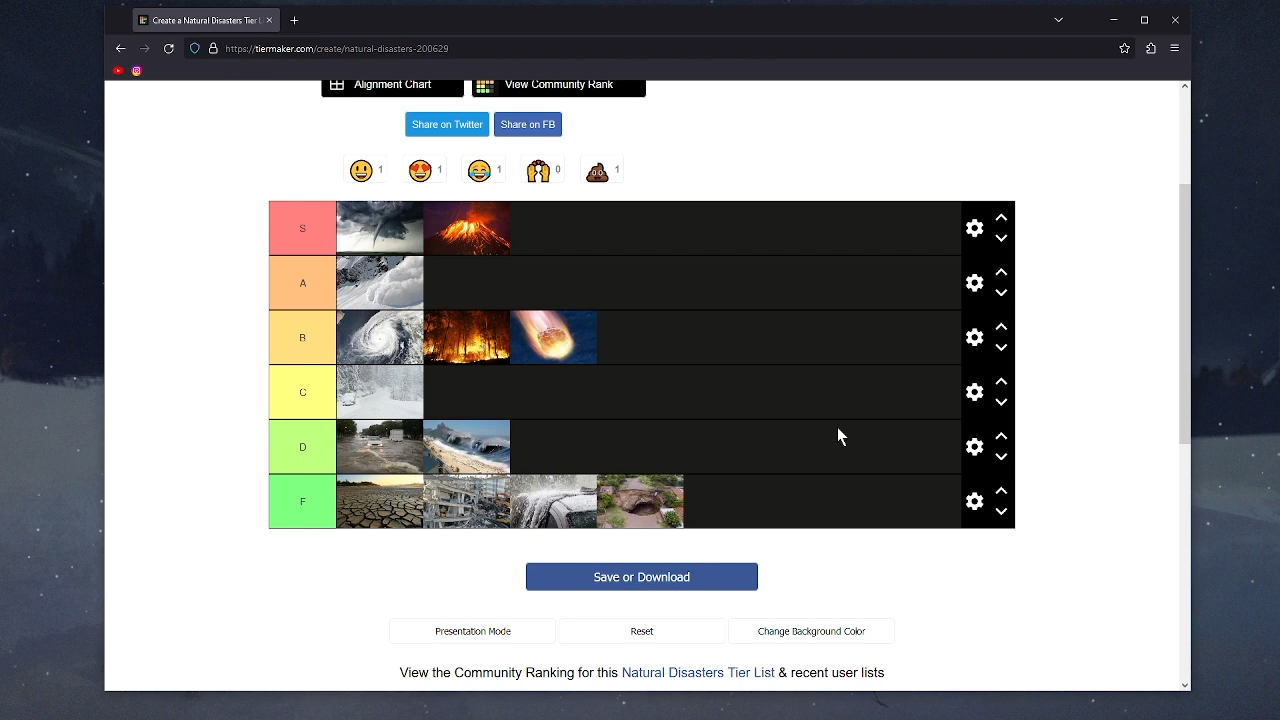 Create a Natural Disasters Tier Li
https://tiermaker.com/create/natural-disasters-200629
Alignment Chart
View Community Rank
Share on Twitter
Share on FB
1
1
1
0
1
S
A
B
C
D
F
Save or Download
Presentation Mode
Reset
Change Background Color
View the Community Ranking for this Natural Disasters Tier List & recent user lists